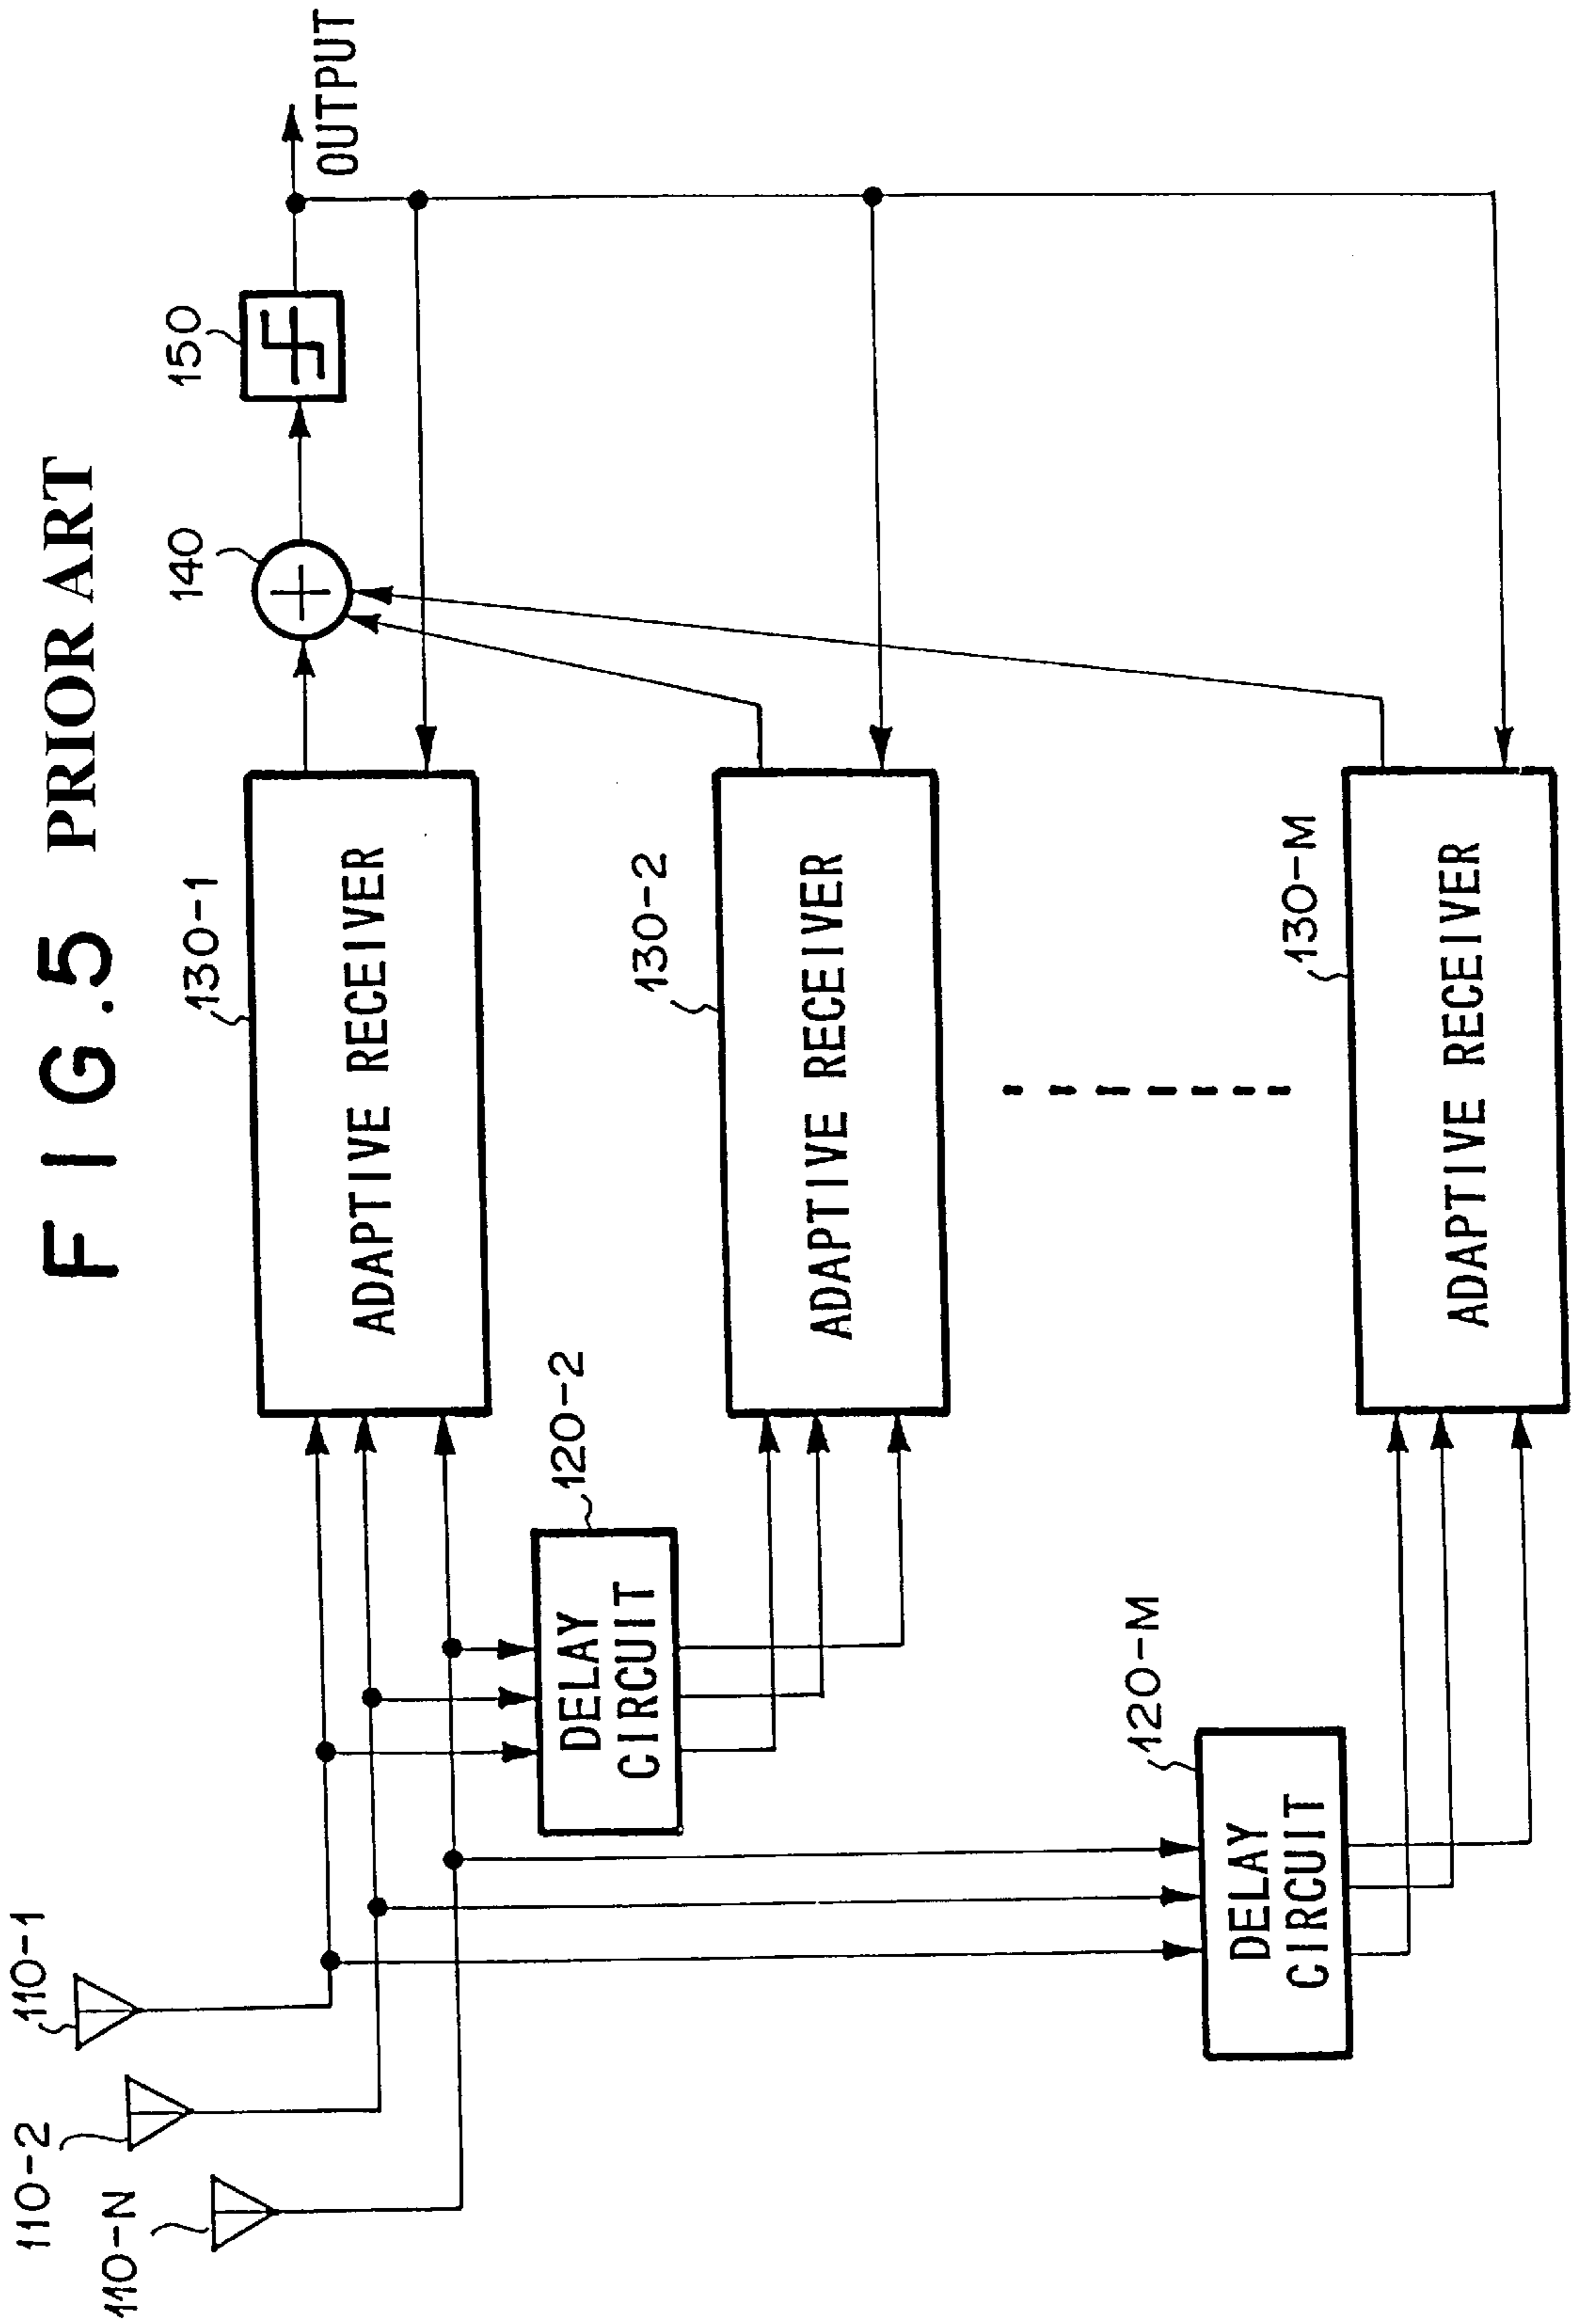 FIG.5 PRIOR ART
110-1
110-2
110-N
130-1
ADAPTIVE RECEIVER
140
150
OUTPUT
120-2
DELAY
CIRCUIT
130-2
ADAPTIVE RECEIVER
120-M
DELAY
CIRCUIT
130-M
ADAPTIVE RECEIVER